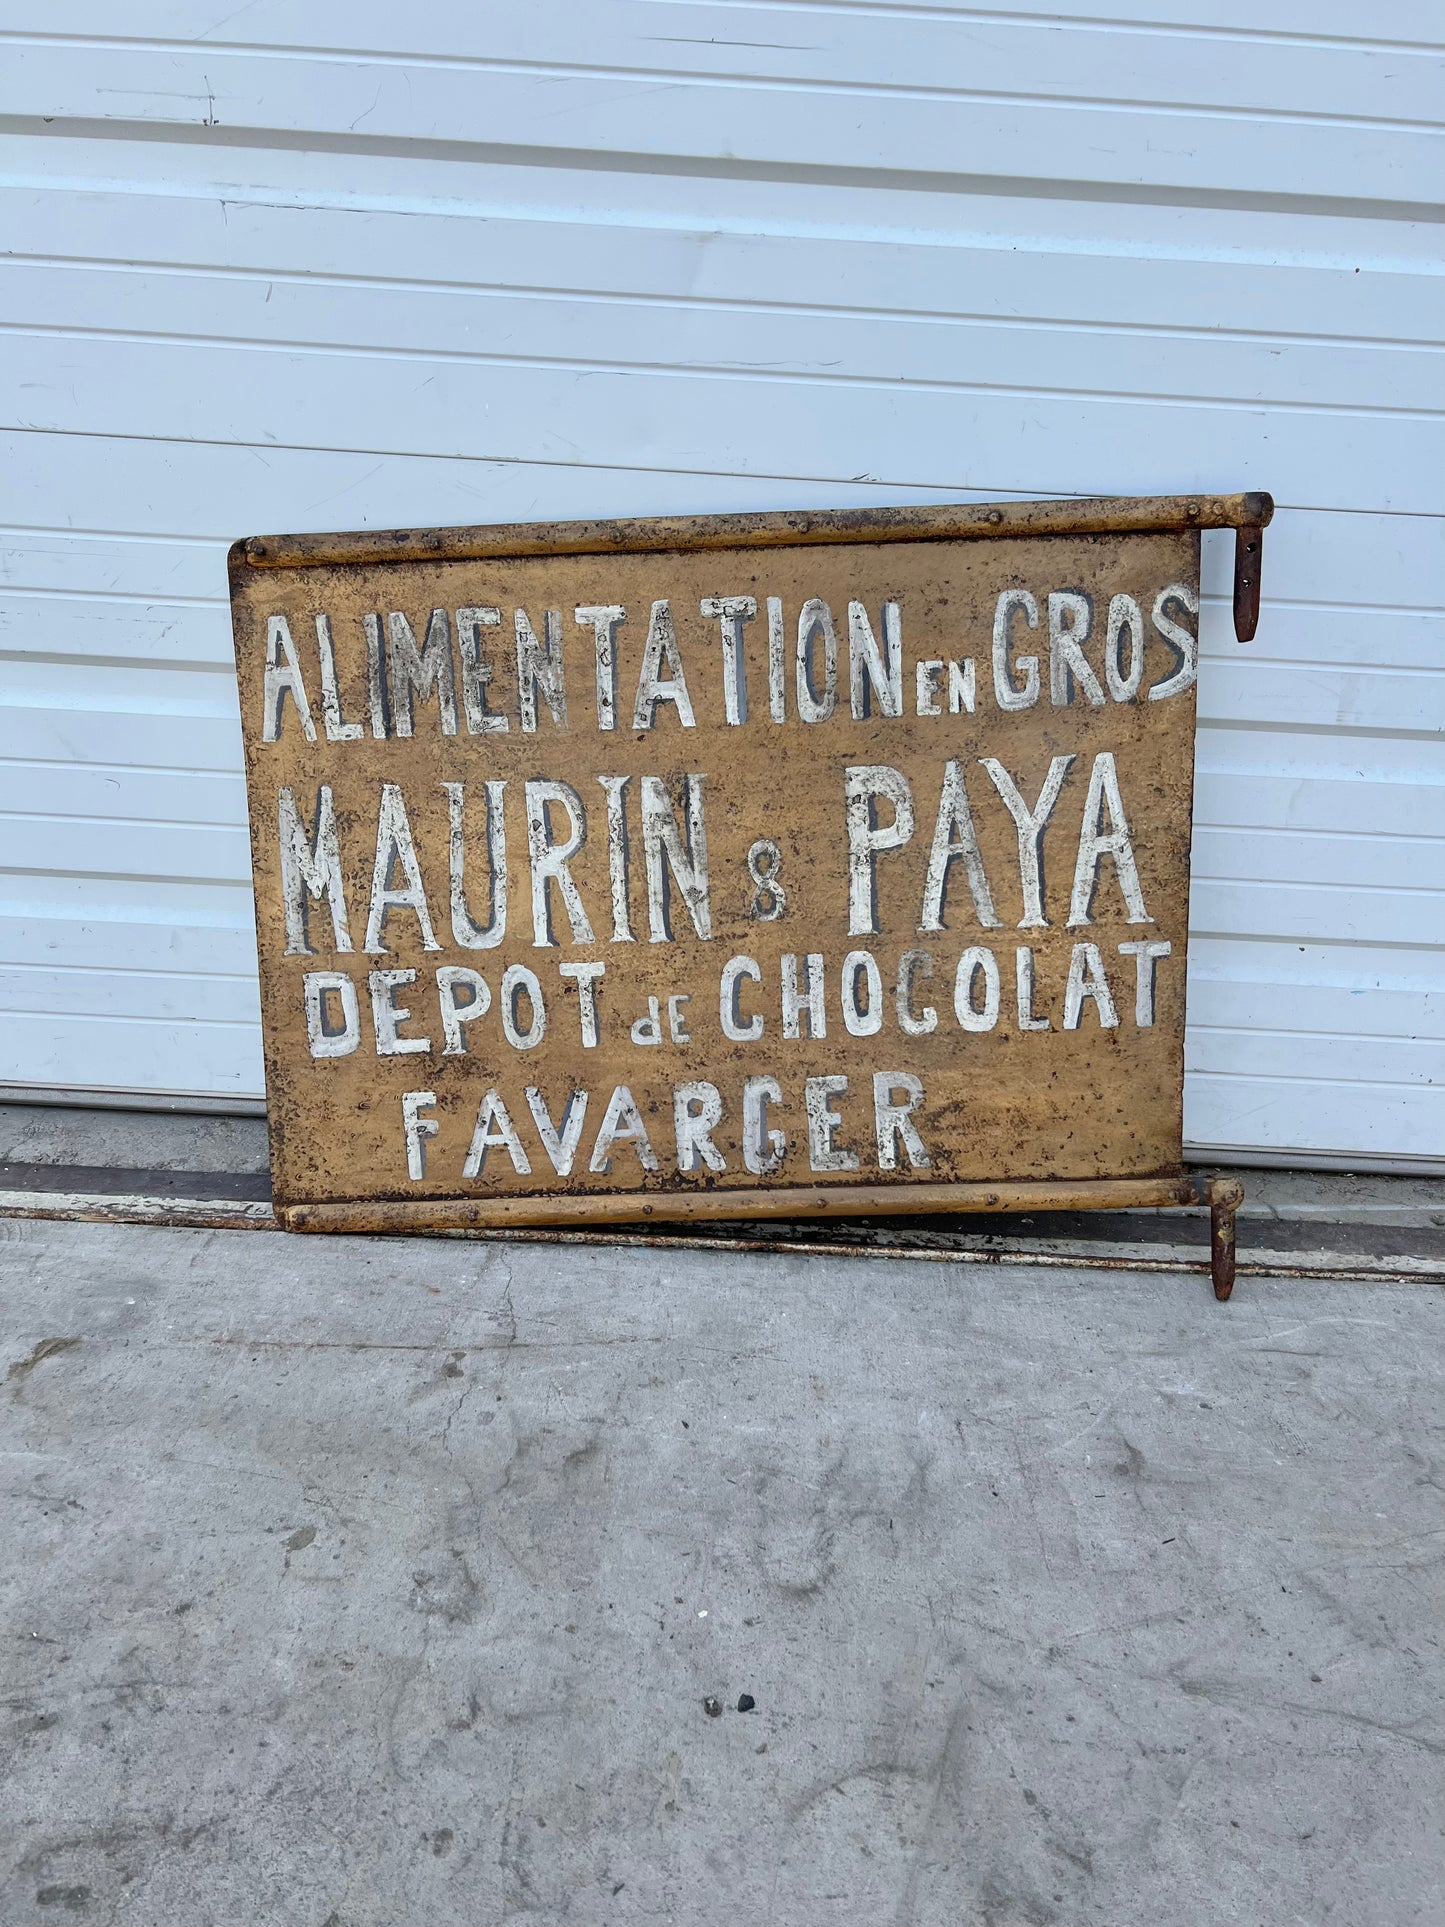 ALIMENTATION EN GROS
MAURIN & PAYA
DEPOT de CHOCOLAT
FAVARGER